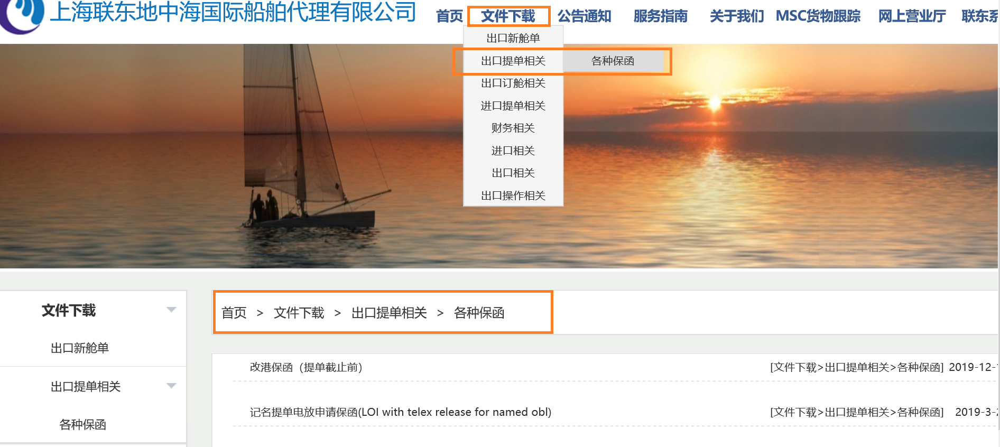 上海联东地中海国际船舶代理有限公司
首页 文件下载 公告通知 服务指南 关于我们 MSC货物跟踪 网上营业厅 联东系
出口新舱单
出口提单相关 各种保函
出口订舱相关
进口提单相关
财务相关
进口相关
出口相关
出口操作相关
文件下载
出口新舱单
出口提单相关
各种保函
首页 > 文件下载 > 出口提单相关 > 各种保函
改港保函（提单截止前） [文件下载>出口提单相关>各种保函] 2019-12-
记名提单电放申请保函(LOI with telex release for named obl) [文件下载>出口提单相关>各种保函] 2019-3-